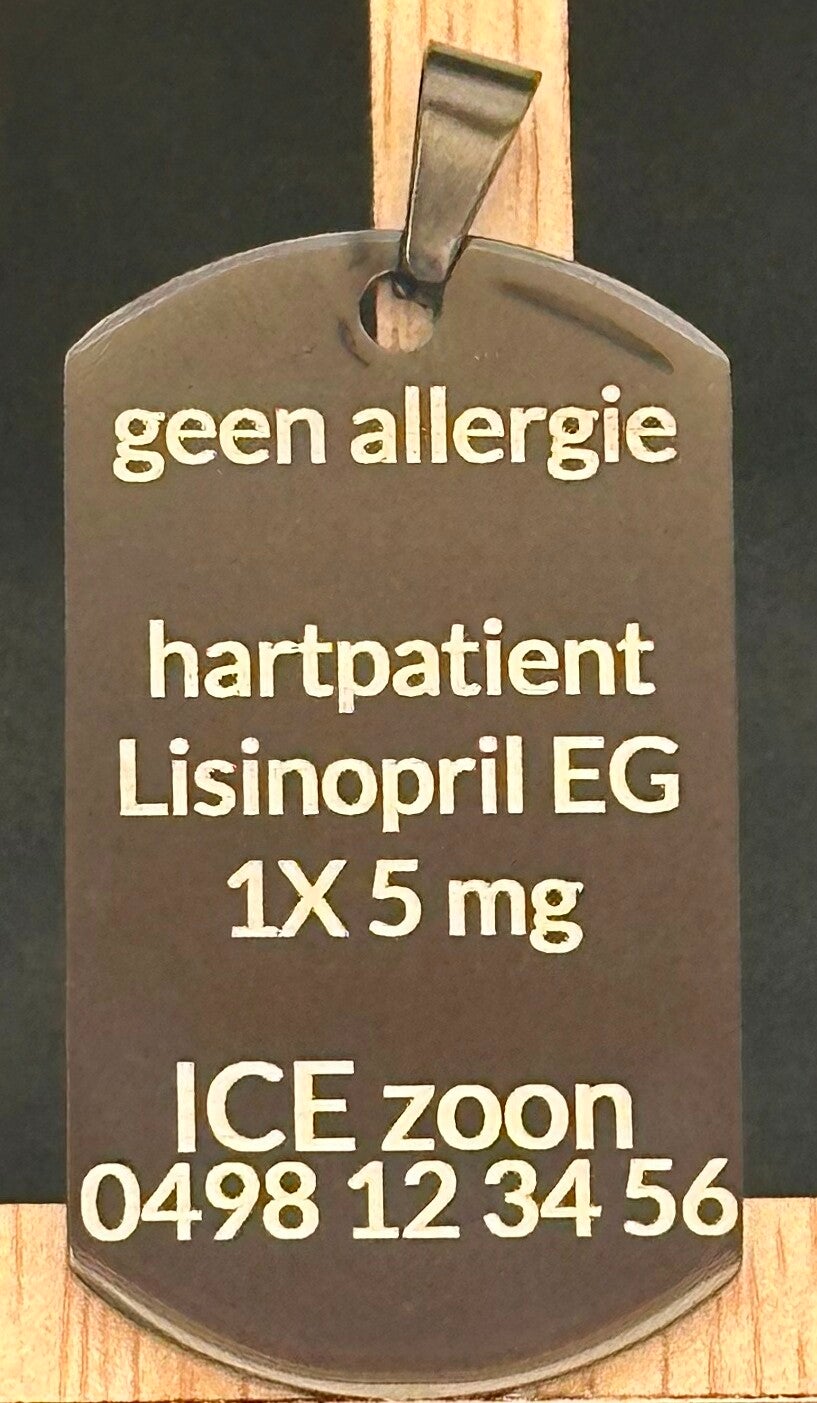 geen allergie
hartpatient
Lisinopril EG
1X 5 mg
ICE zoon
0498 12 34 56